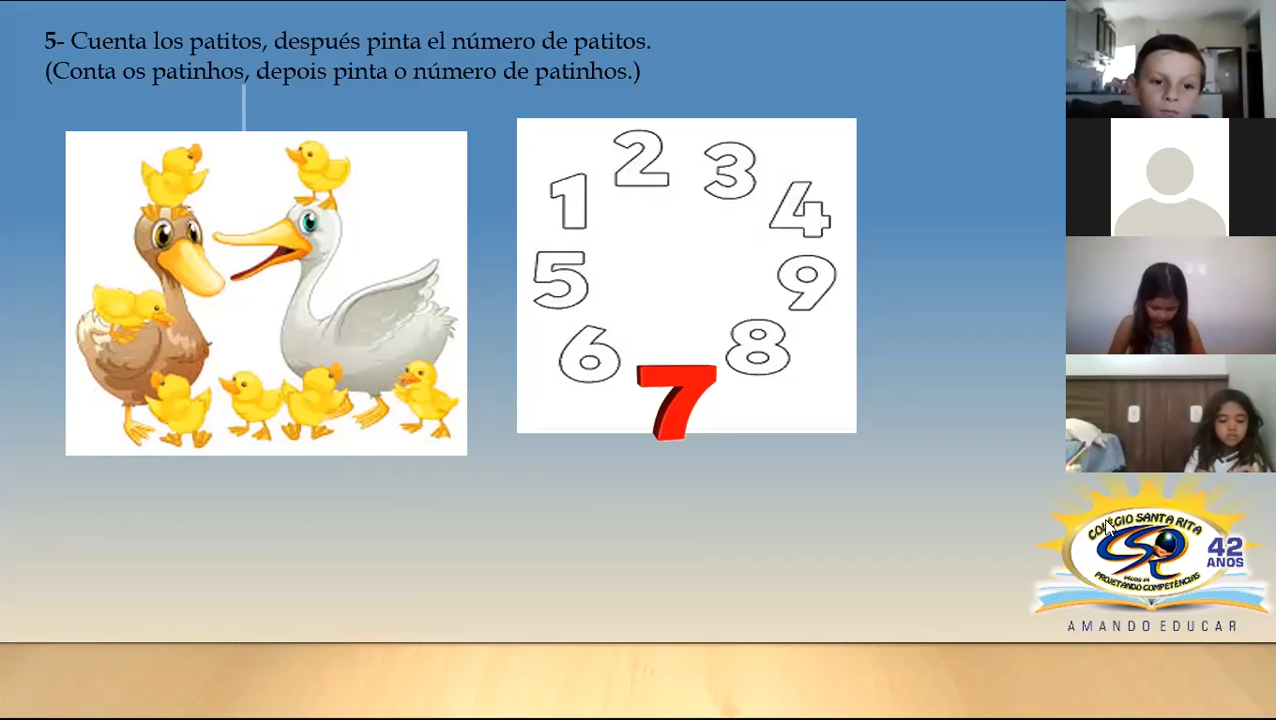 5- Cuenta los patitos, después pinta el número de patitos.
(Conta os patinhos, depois pinta o número de patinhos.)
2 3
1 4
5 9
6 8
7
COLÉGIO SANTA RITA
CSR
42
ANOS
PROJETANDO COMPETÊNCIAS
AMANDO EDUCAR